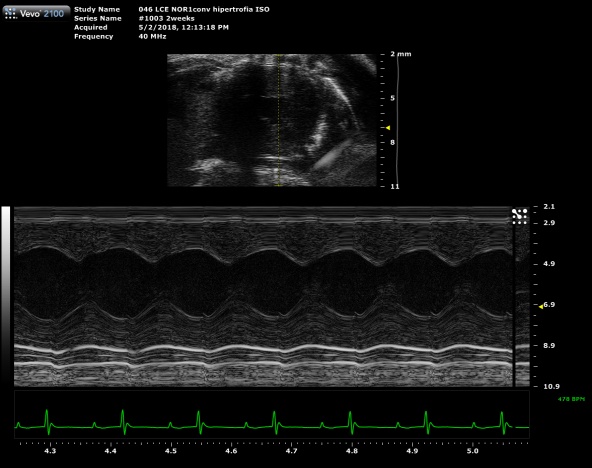 Vevo 2100
Study Name 046 LCE NOR1conv hipertrofia ISO
Series Name #1003 2weeks
Acquired 5/2/2018, 12:13:18 PM
Frequency 40 MHz
2 mm
5
8
11
2.1
2.9
4.9
6.9
8.9
10.9
478 BPM
4.3 4.4 4.5 4.6 4.7 4.8 4.9 5.0